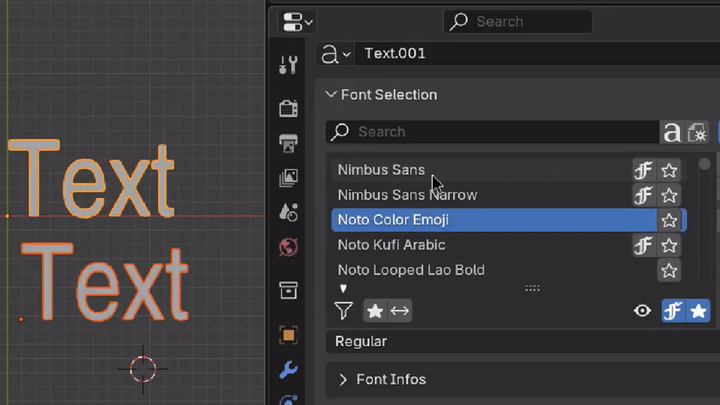 Search
a
Text.001
Font Selection
Search
a
Nimbus Sans
Nimbus Sans Narrow
Noto Color Emoji
Noto Kufi Arabic
Noto Looped Lao Bold
Regular
Font Infos
Text
Text